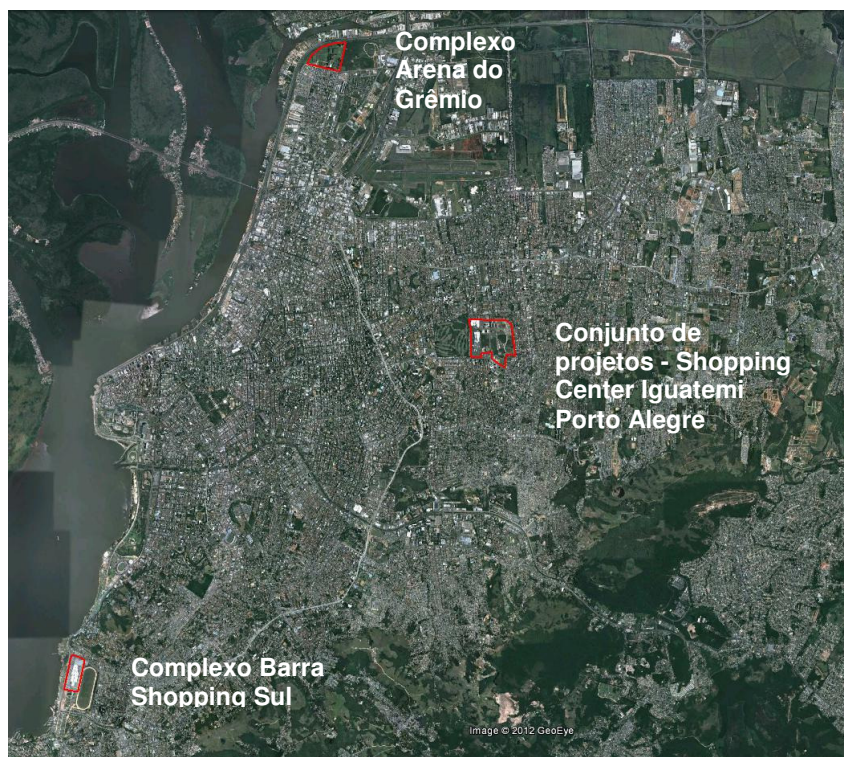 Complexo
Arena do
Grêmio
Conjunto de
projetos - Shopping
Center Iguatemi
Porto Alegre
Complexo Barra
Shopping Sul
Image © 2012 GeoEye